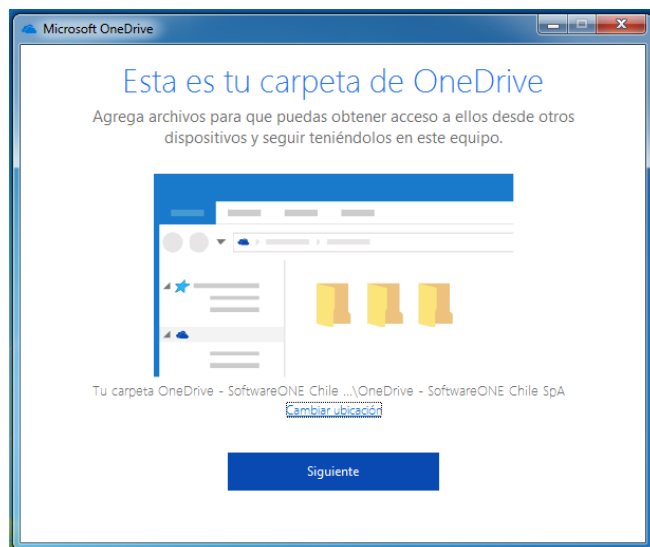 Microsoft OneDrive
Esta es tu carpeta de OneDrive
Agrega archivos para que puedas obtener acceso a ellos desde otros
dispositivos y seguir teniéndolos en este equipo.
Tu carpeta OneDrive - SoftwareONE Chile ...\OneDrive - SoftwareONE Chile SpA
Cambiar ubicación
Siguiente